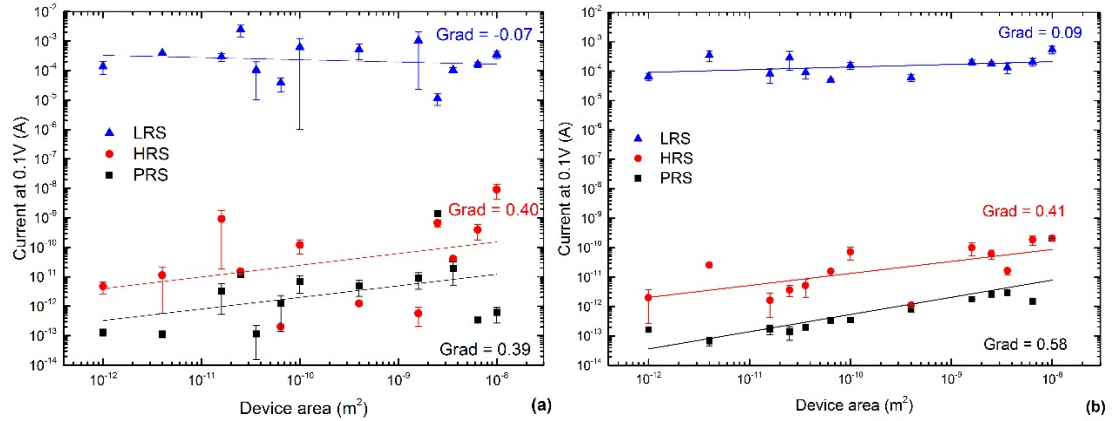 10⁻²
10⁻³
10⁻⁴
10⁻⁵
10⁻⁶
10⁻⁷
10⁻⁸
10⁻⁹
10⁻¹⁰
10⁻¹¹
10⁻¹²
10⁻¹³
10⁻¹⁴
Current at 0.1V (A)
Grad = -0.07
LRS
HRS
PRS
Grad = 0.40
Grad = 0.39
10⁻¹² 10⁻¹¹ 10⁻¹⁰ 10⁻⁹ 10⁻⁸
Device area (m²)
(a)
10⁻²
10⁻³
10⁻⁴
10⁻⁵
10⁻⁶
10⁻⁷
10⁻⁸
10⁻⁹
10⁻¹⁰
10⁻¹¹
10⁻¹²
10⁻¹³
10⁻¹⁴
Current at 0.1V (A)
Grad = 0.09
LRS
HRS
PRS
Grad = 0.41
Grad = 0.58
10⁻¹² 10⁻¹¹ 10⁻¹⁰ 10⁻⁹ 10⁻⁸
Device area (m²)
(b)